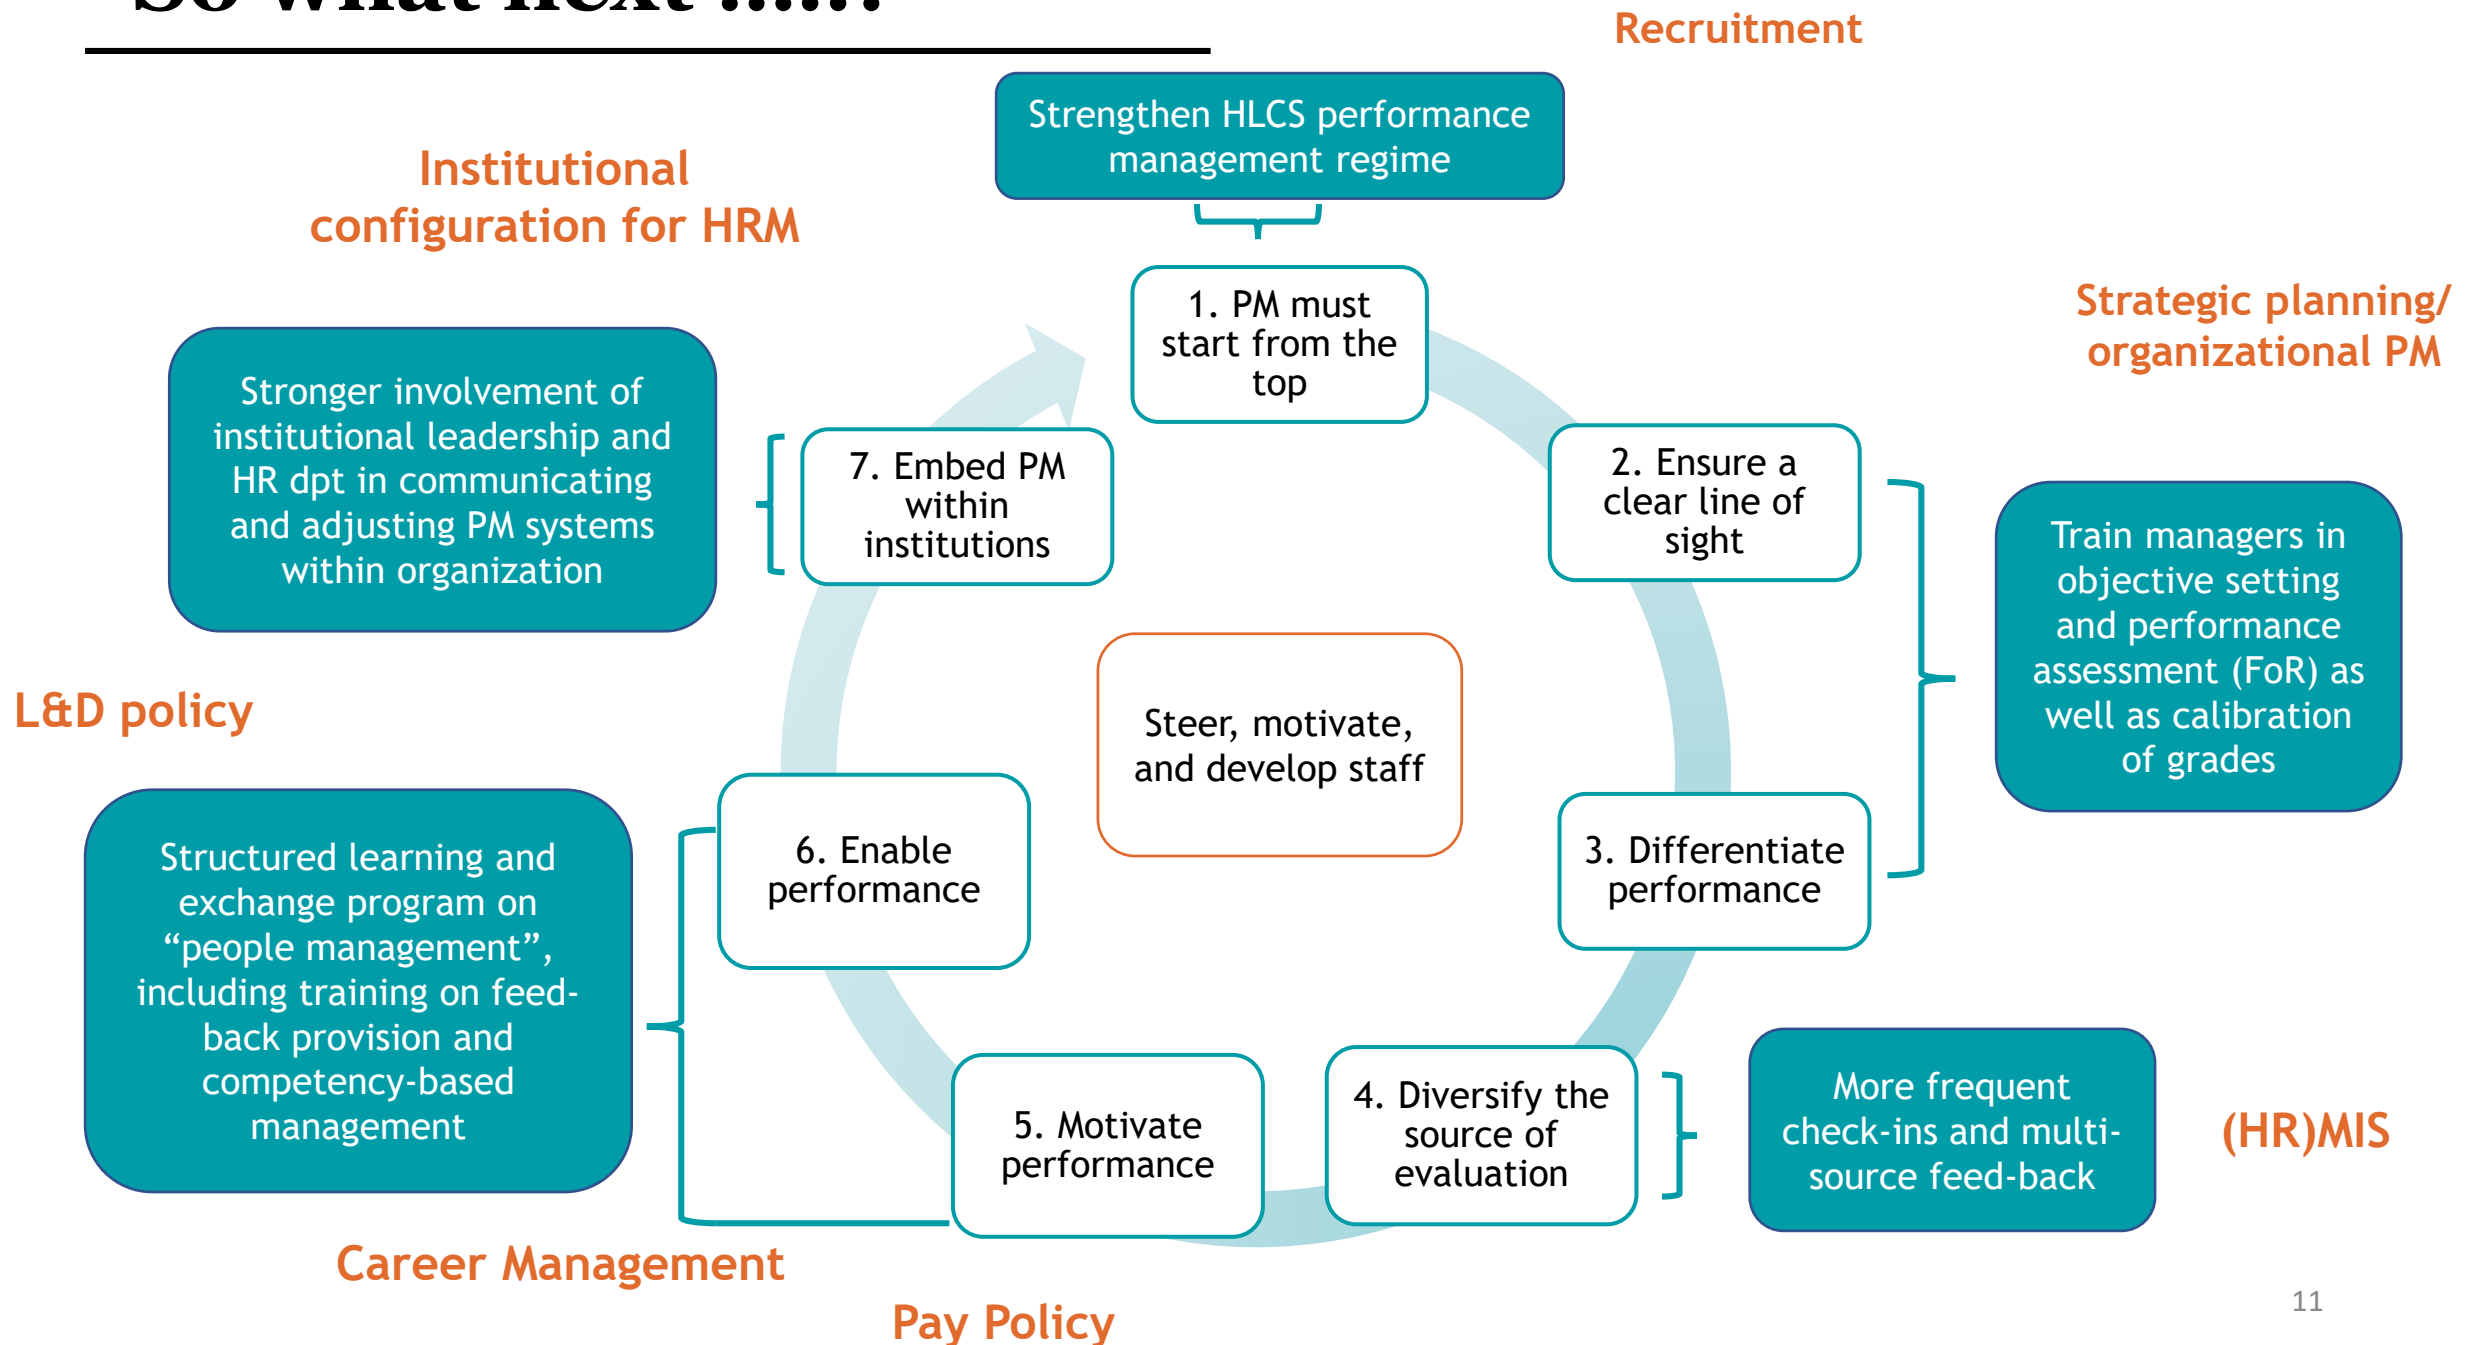 So what next ......
Recruitment
Strengthen HLCS performance
management regime
Institutional
configuration for HRM
1. PM must
start from the
top
Strategic planning/
organizational PM
Stronger involvement of
institutional leadership and
HR dpt in communicating
and adjusting PM systems
within organization
7. Embed PM
within
institutions
2. Ensure a
clear line of
sight
Train managers in
objective setting
and performance
assessment (FoR) as
well as calibration
of grades
Steer, motivate,
and develop staff
L&D policy
Structured learning and
exchange program on
“people management”,
including training on feed-
back provision and
competency-based
management
6. Enable
performance
3. Differentiate
performance
5. Motivate
performance
4. Diversify the
source of
evaluation
More frequent
check-ins and multi-
source feed-back
(HR)MIS
Career Management
Pay Policy
11